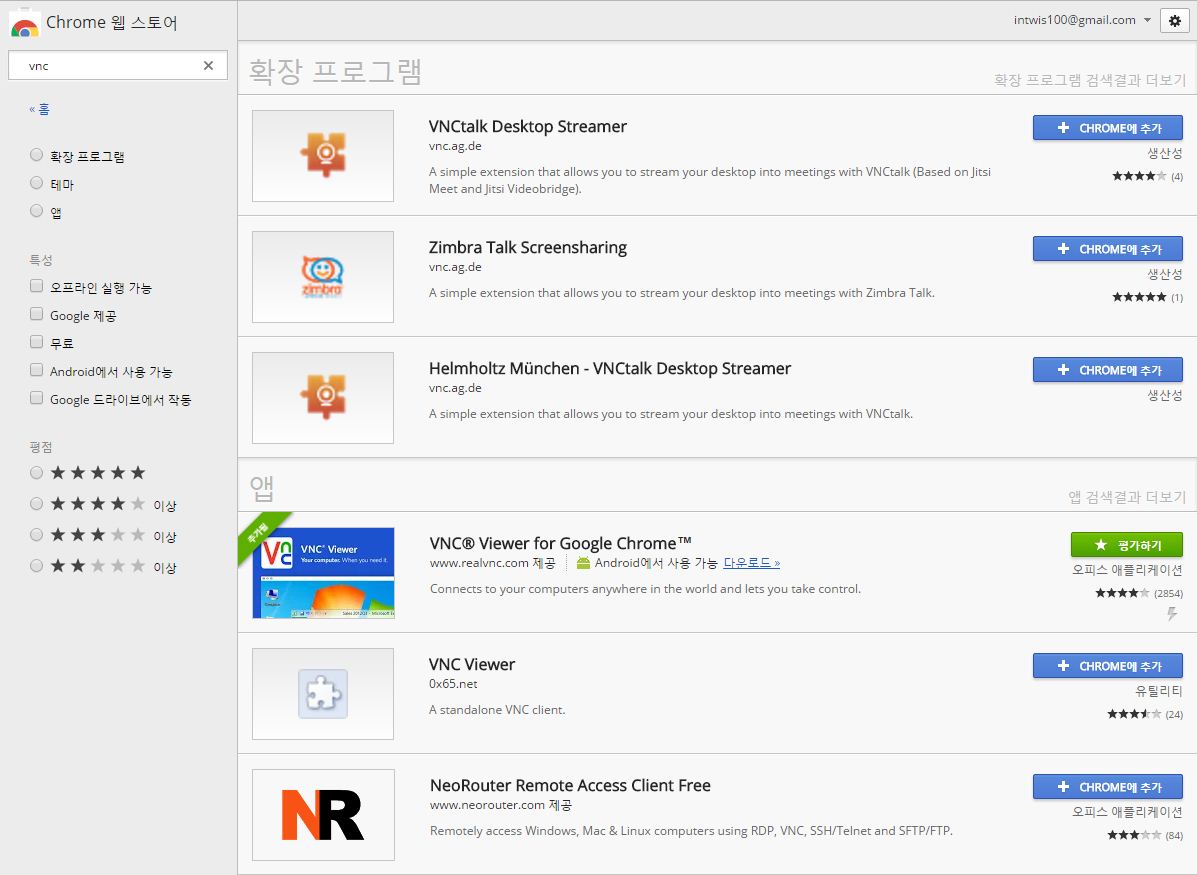 Chrome 웹 스토어
intwis100@gmail.com
vnc
« 홈
확장 프로그램
테마
앱
특성
오프라인 실행 가능
Google 제공
무료
Android에서 사용 가능
Google 드라이브에서 작동
평점
이상
이상
이상
확장 프로그램
확장 프로그램 검색결과 더보기
VNCtalk Desktop Streamer
vnc.ag.de
A simple extension that allows you to stream your desktop into meetings with VNCtalk (Based on Jitsi
Meet and Jitsi Videobridge).
CHROME에 추가
생산성
(4)
Zimbra Talk Screensharing
vnc.ag.de
A simple extension that allows you to stream your desktop into meetings with Zimbra Talk.
zimbra
CHROME에 추가
생산성
(1)
Helmholtz München - VNCtalk Desktop Streamer
vnc.ag.de
A simple extension that allows you to stream your desktop into meetings with VNCtalk.
CHROME에 추가
생산성
앱
앱 검색결과 더보기
추가됨
VNC
VNC® Viewer
Your computer. When you need it.
VNC® Viewer for Google Chrome™
www.realvnc.com 제공
Android에서 사용 가능 다운로드 »
Connects to your computers anywhere in the world and lets you take control.
평가하기
오피스 애플리케이션
(2854)
VNC Viewer
0x65.net
A standalone VNC client.
CHROME에 추가
유틸리티
(24)
NR
NeoRouter Remote Access Client Free
www.neorouter.com 제공
Remotely access Windows, Mac & Linux computers using RDP, VNC, SSH/Telnet and SFTP/FTP.
CHROME에 추가
오피스 애플리케이션
(84)